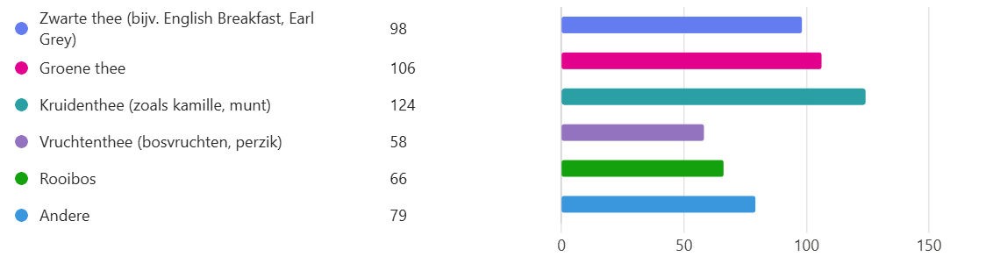 Zwarte thee (bijv. English Breakfast, Earl
Grey)
98
Groene thee
106
Kruidenthee (zoals kamille, munt)
124
Vruchtenthee (bosvruchten, perzik)
58
Rooibos
66
Andere
79
0
50
100
150